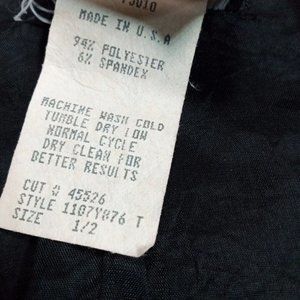 MADE IN U.S.A
94% POLYESTER
6% SPANDEX
MACHINE WASH COLD
TUMBLE DRY LOW
NORMAL CYCLE
DRY CLEAN FOR
BETTER RESULTS
CUT # 45526
STYLE 1107Y876 T
SIZE 1/2